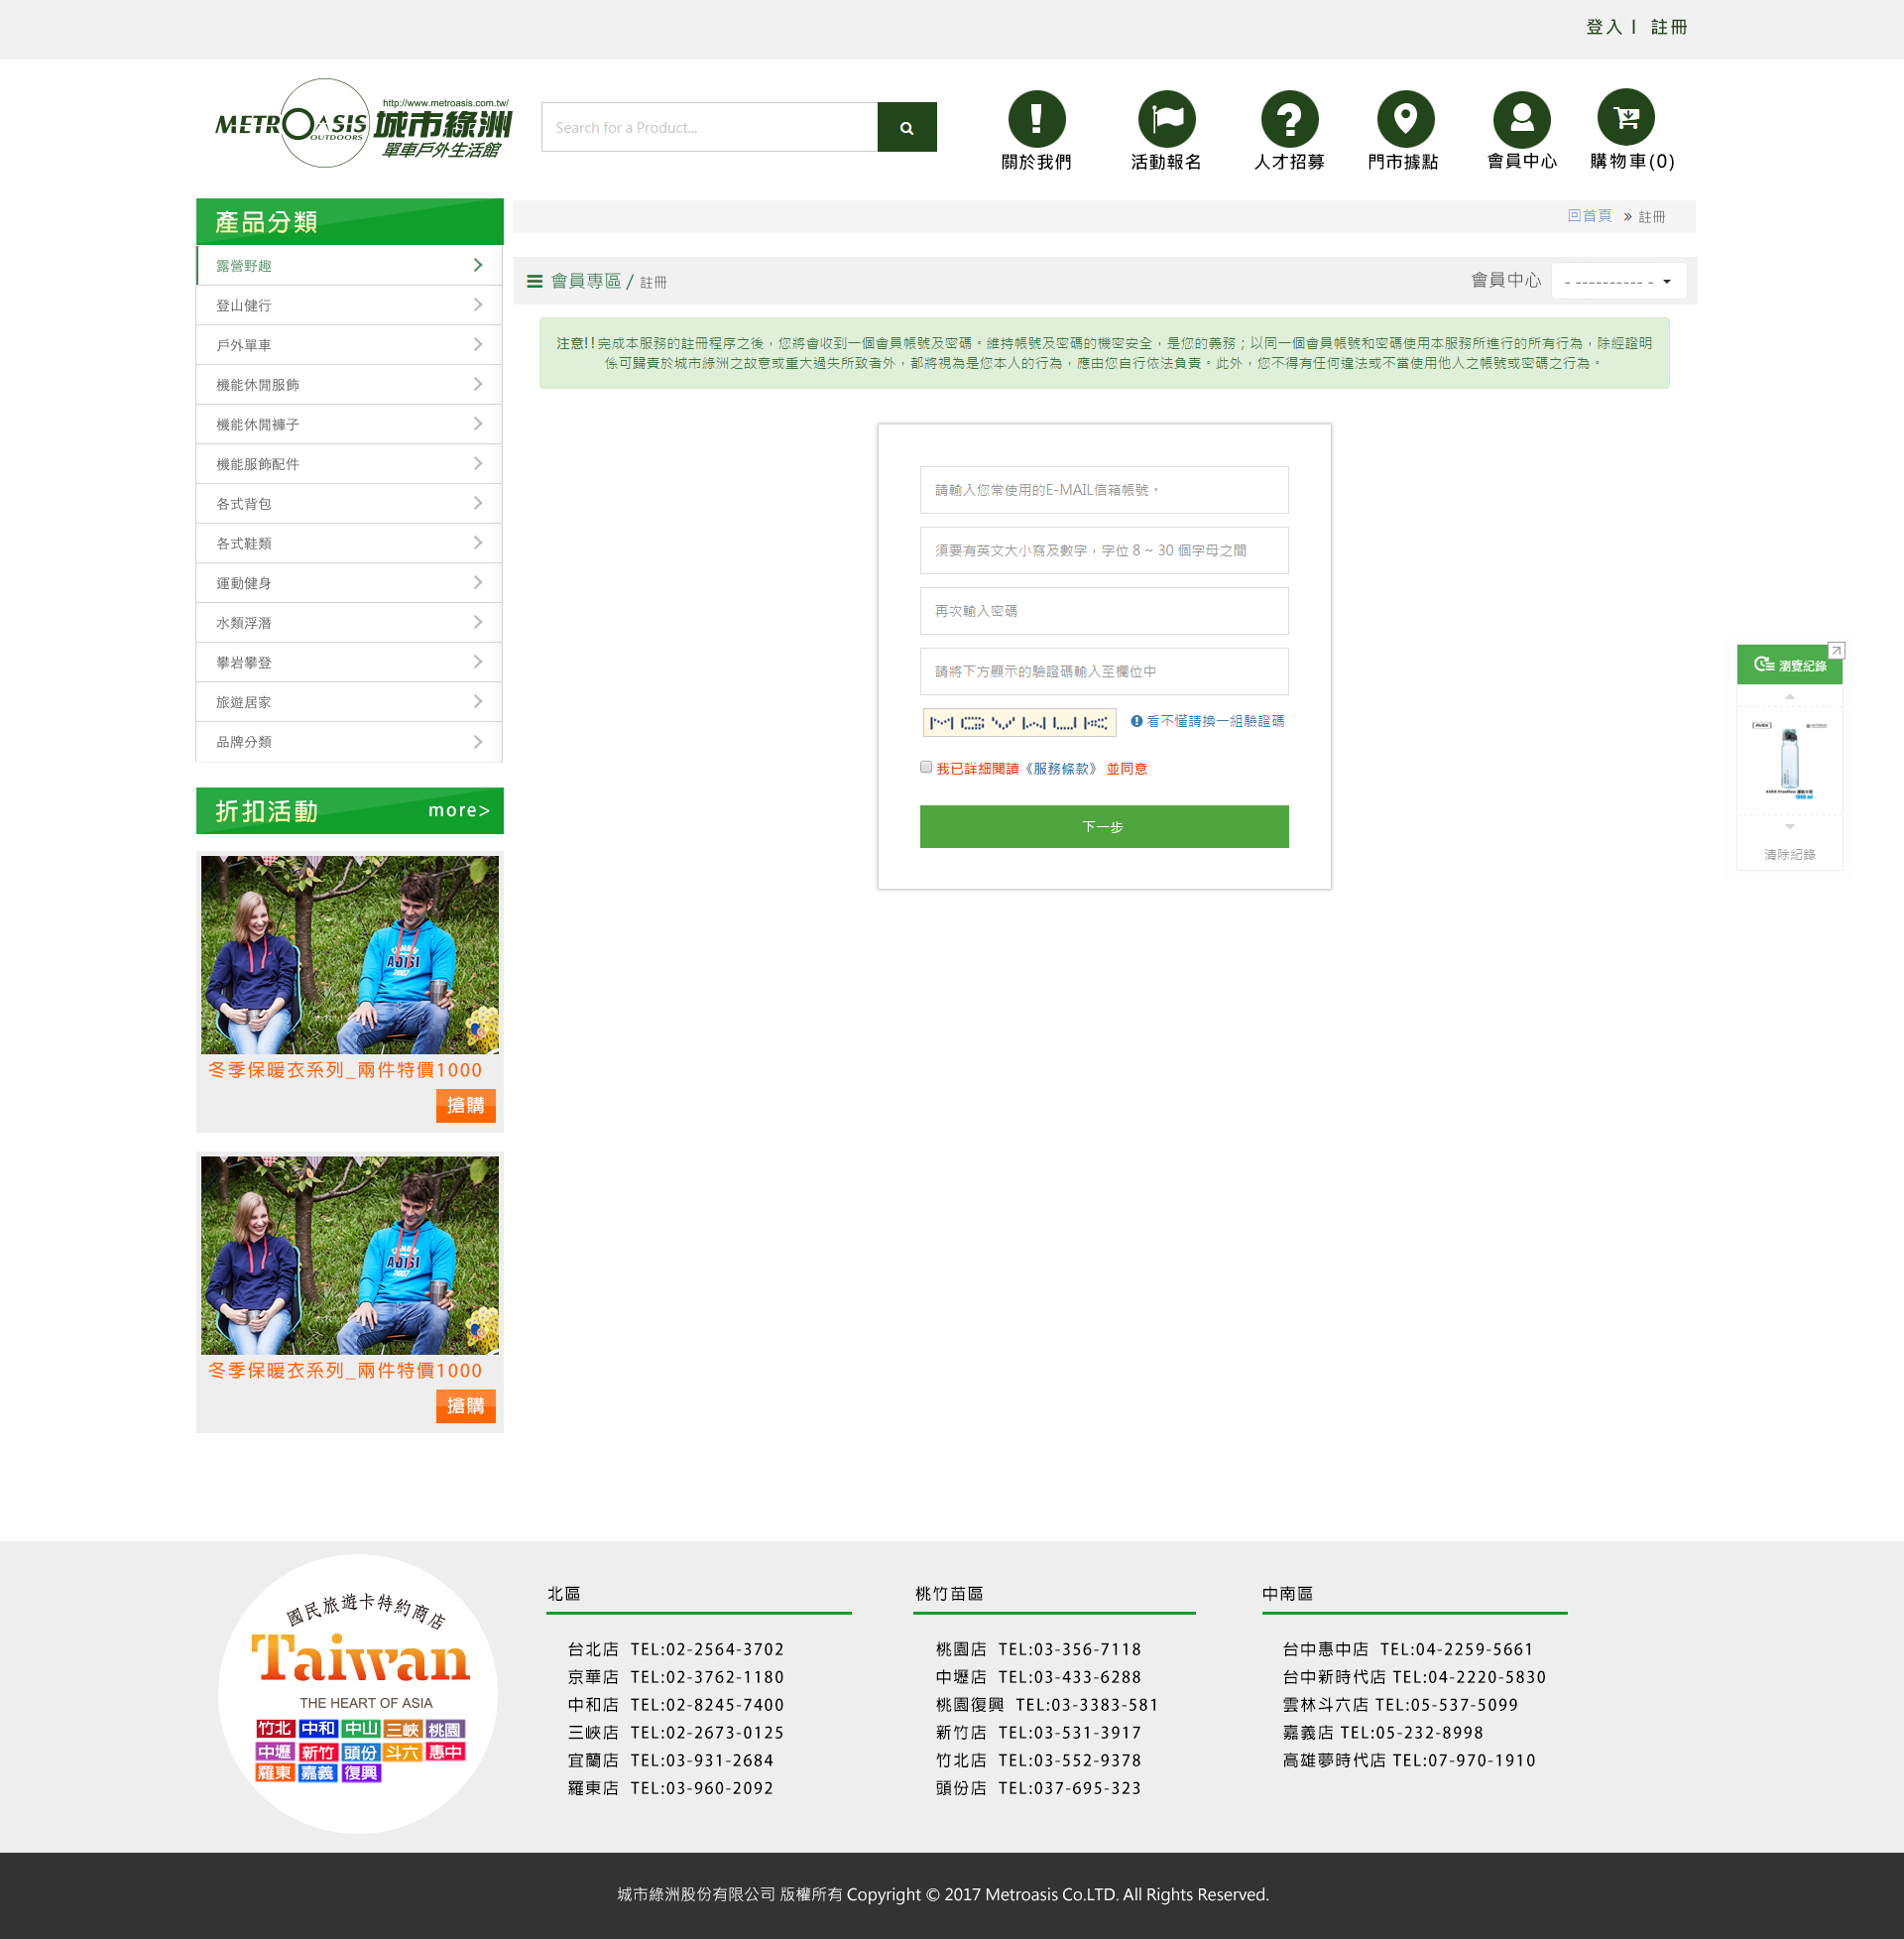 登入 | 註冊
http://www.metroasis.com.tw/
METROASIS 城市綠洲
OUTDOORS 單車戶外生活館
Search for a Product...
關於我們
活動報名
人才招募
門市據點
會員中心
購物車(0)
產品分類
露營野趣
登山健行
戶外單車
機能休閒服飾
機能休閒褲子
機能服飾配件
各式背包
各式鞋類
運動健身
水類浮潛
攀岩攀登
旅遊居家
品牌分類
折扣活動 more>
ADISI
2007
冬季保暖衣系列_兩件特價1000
搶購
ADISI
2007
冬季保暖衣系列_兩件特價1000
搶購
回首頁 » 註冊
會員專區 / 註冊
會員中心 - ---------- -
注意!! 完成本服務的註冊程序之後，您將會收到一個會員帳號及密碼。維持帳號及密碼的機密安全，是您的義務；以同一個會員帳號和密碼使用本服務所進行的所有行為，除經證明
係可歸責於城市綠洲之故意或重大過失所致者外，都將視為是您本人的行為，應由您自行依法負責。此外，您不得有任何違法或不當使用他人之帳號或密碼之行為。
請輸入您常使用的E-MAIL信箱帳號。
須要有英文大小寫及數字，字位 8 ~ 30 個字母之間
再次輸入密碼
請將下方顯示的驗證碼輸入至欄位中
看不懂請換一組驗證碼
我已詳細閱讀《服務條款》 並同意
下一步
瀏覽紀錄
清除紀錄
國民旅遊卡特約商店
Taiwan
THE HEART OF ASIA
竹北 中和 中山 三峽 桃園
中壢 新竹 頭份 斗六 惠中
羅東 嘉義 復興
北區
台北店 TEL:02-2564-3702
京華店 TEL:02-3762-1180
中和店 TEL:02-8245-7400
三峽店 TEL:02-2673-0125
宜蘭店 TEL:03-931-2684
羅東店 TEL:03-960-2092
桃竹苗區
桃園店 TEL:03-356-7118
中壢店 TEL:03-433-6288
桃園復興 TEL:03-3383-581
新竹店 TEL:03-531-3917
竹北店 TEL:03-552-9378
頭份店 TEL:037-695-323
中南區
台中惠中店 TEL:04-2259-5661
台中新時代店 TEL:04-2220-5830
雲林斗六店 TEL:05-537-5099
嘉義店 TEL:05-232-8998
高雄夢時代店 TEL:07-970-1910
城市綠洲股份有限公司 版權所有 Copyright © 2017 Metroasis Co.LTD. All Rights Reserved.